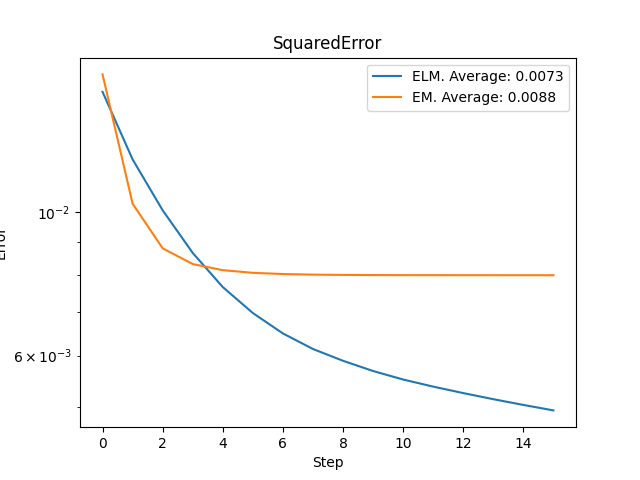 SquaredError
ELM. Average: 0.0073
EM. Average: 0.0088
10⁻²
6 × 10⁻³
0 2 4 6 8 10 12 14
Step